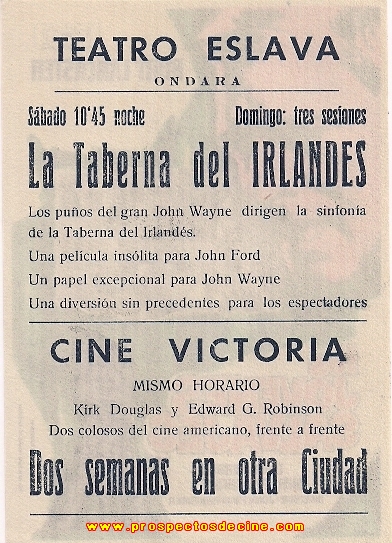 TEATRO ESLAVA
ONDARA
Sábado 10'45 noche Domingo: tres sesiones
La Taberna del IRLANDES
Los puños del gran John Wayne dirigen la sinfonía
de la Taberna del Irlandés.
Una película insólita para John Ford
Un papel excepcional para John Wayne
Una diversión sin precedentes para los espectadores
CINE VICTORIA
MISMO HORARIO
Kirk Douglas y Edward G. Robinson
Dos colosos del cine americano, frente a frente
Dos semanas en otra Ciudad
www.prospectosdecine.com